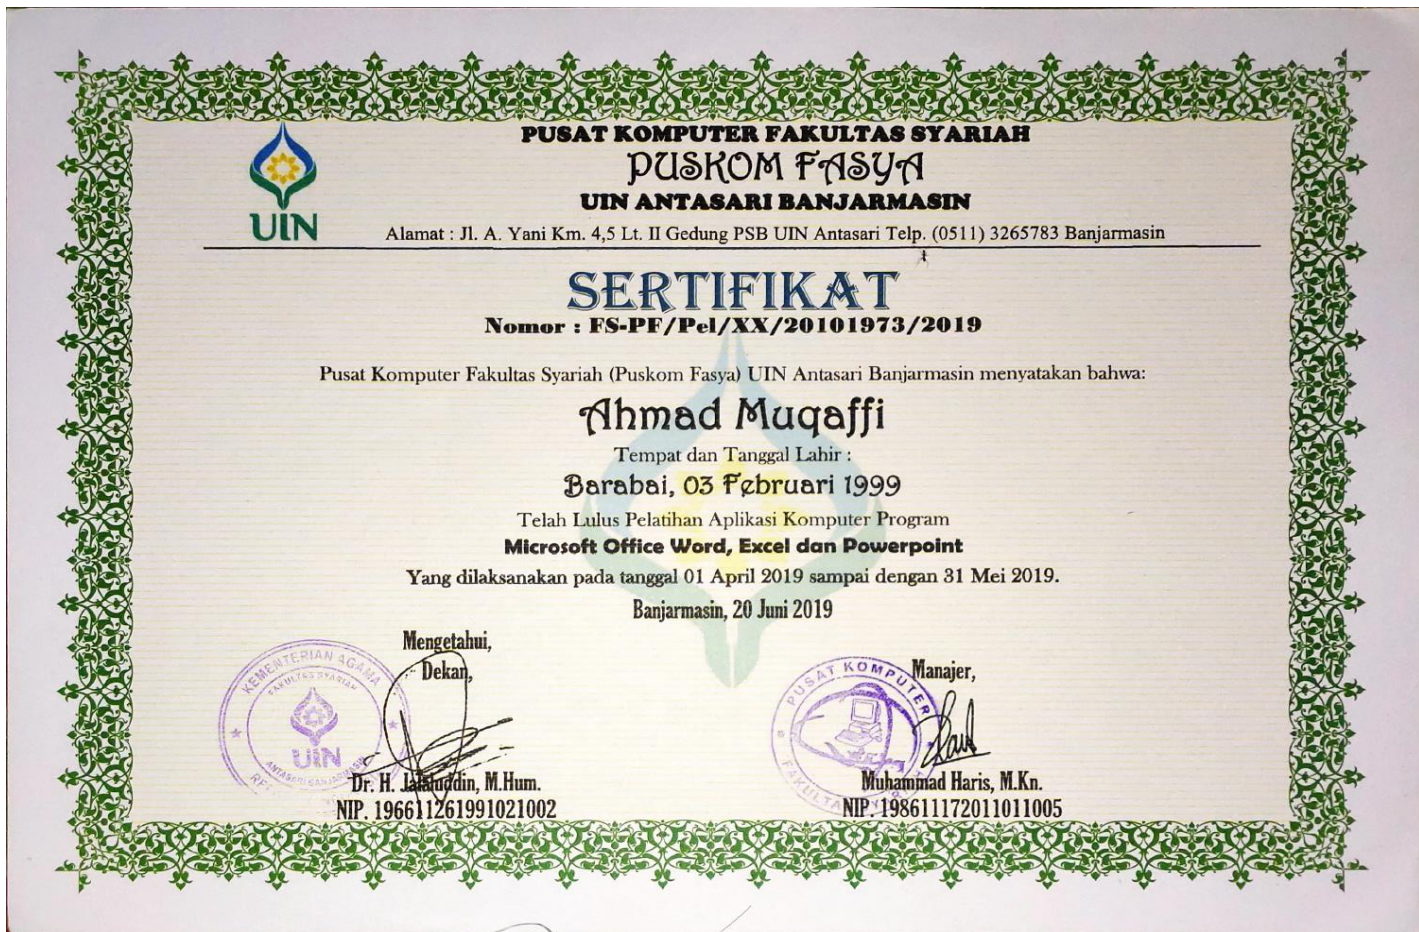 PUSAT KOMPUTER FAKULTAS SYARIAH
PUSKOM FASYA
UIN ANTASARI BANJARMASIN
UIN
Alamat : Jl. A. Yani Km. 4,5 Lt. II Gedung PSB UIN Antasari Telp. (0511) 3265783 Banjarmasin
SERTIFIKAT
Nomor : FS-PF/Pel/XX/20101973/2019
Pusat Komputer Fakultas Syariah (Puskom Fasya) UIN Antasari Banjarmasin menyatakan bahwa:
Ahmad Muqaffi
Tempat dan Tanggal Lahir :
Barabai, 03 Februari 1999
Telah Lulus Pelatihan Aplikasi Komputer Program
Microsoft Office Word, Excel dan Powerpoint
Yang dilaksanakan pada tanggal 01 April 2019 sampai dengan 31 Mei 2019.
Banjarmasin, 20 Juni 2019
Mengetahui,
Dekan,
KEMENTERIAN AGAMA
FAKULTAS SYARIAH
UIN
ANTASARI BANJARMASIN
Dr. H. Jalaluddin, M.Hum.
NIP. 196611261991021002
Manajer,
PUSAT KOMPUTER
Muhammad Haris, M.Kn.
NIP. 198611172011011005